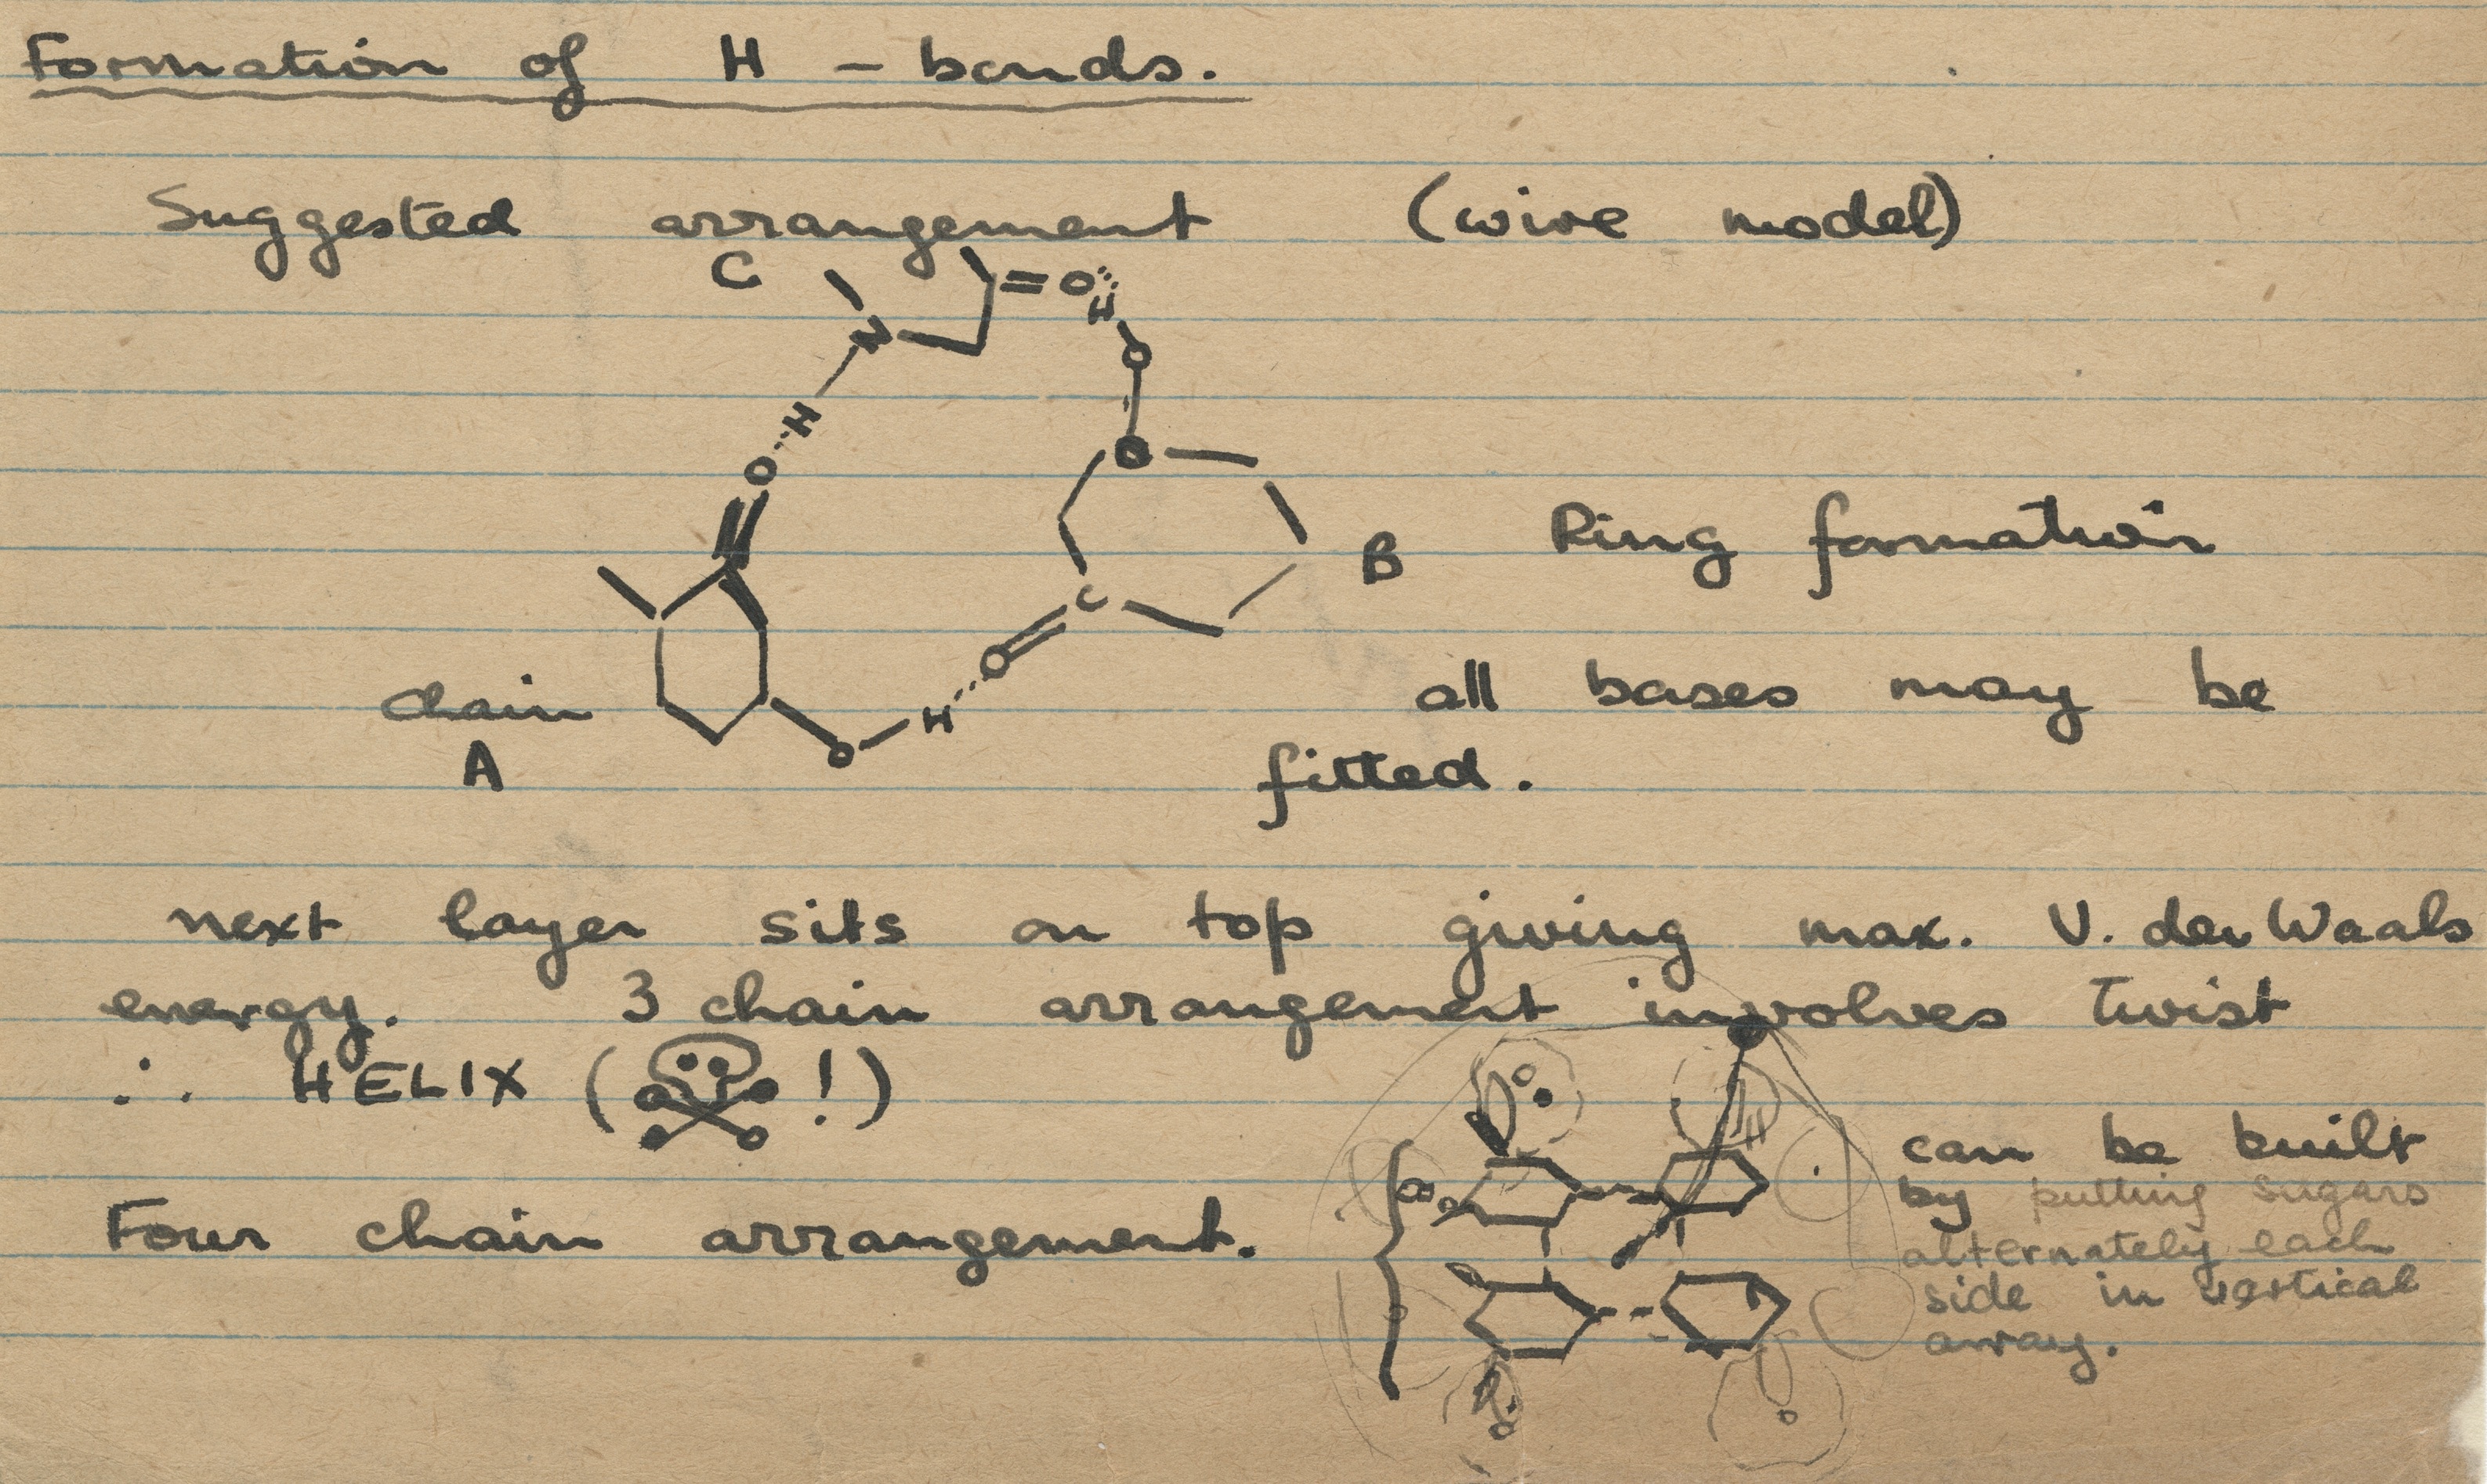 Formation of H - bonds.
Suggested arrangement (wire model)
C
= O
H
N
O
H
O
O
C
B Ring formation
O
chain
A
H
O
all bases may be
fitted.
next layer sits on top giving max. V. der Waals
energy. 3 chain arrangement involves twist
∴ HELIX ( !)
Four chain arrangement.
can be built
by putting sugars
alternately each
side in vertical
array.